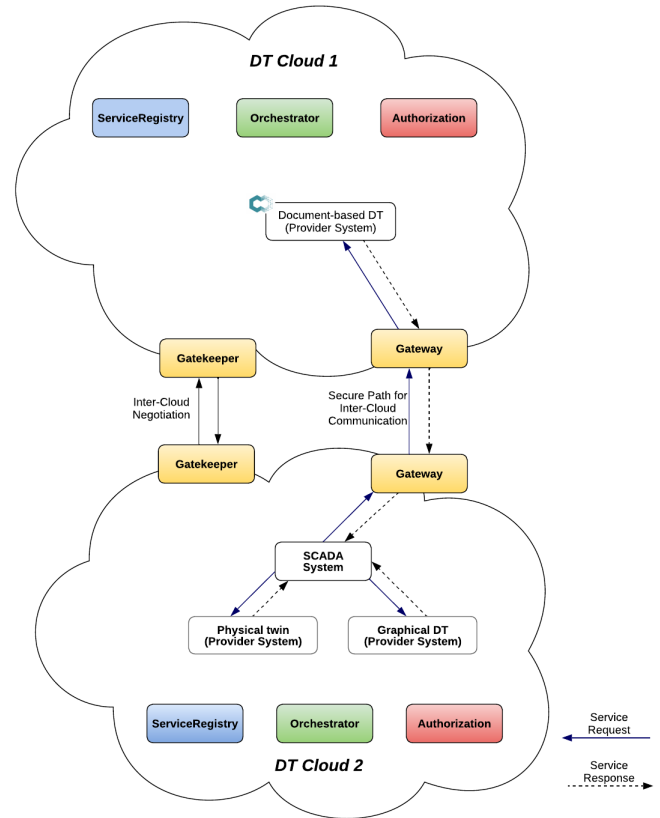 DT Cloud 1
ServiceRegistry
Orchestrator
Authorization
Document-based DT
(Provider System)
Gatekeeper
Gateway
Inter-Cloud
Negotiation
Secure Path for
Inter-Cloud
Communication
Gatekeeper
Gateway
SCADA
System
Physical twin
(Provider System)
Graphical DT
(Provider System)
ServiceRegistry
Orchestrator
Authorization
DT Cloud 2
Service
Request
Service
Response